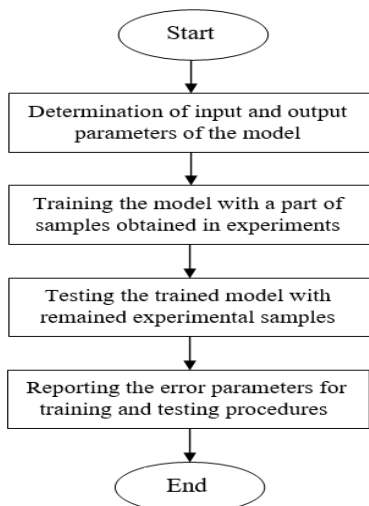 Start
Determination of input and output
parameters of the model
Training the model with a part of
samples obtained in experiments
Testing the trained model with
remained experimental samples
Reporting the error parameters for
training and testing procedures
End